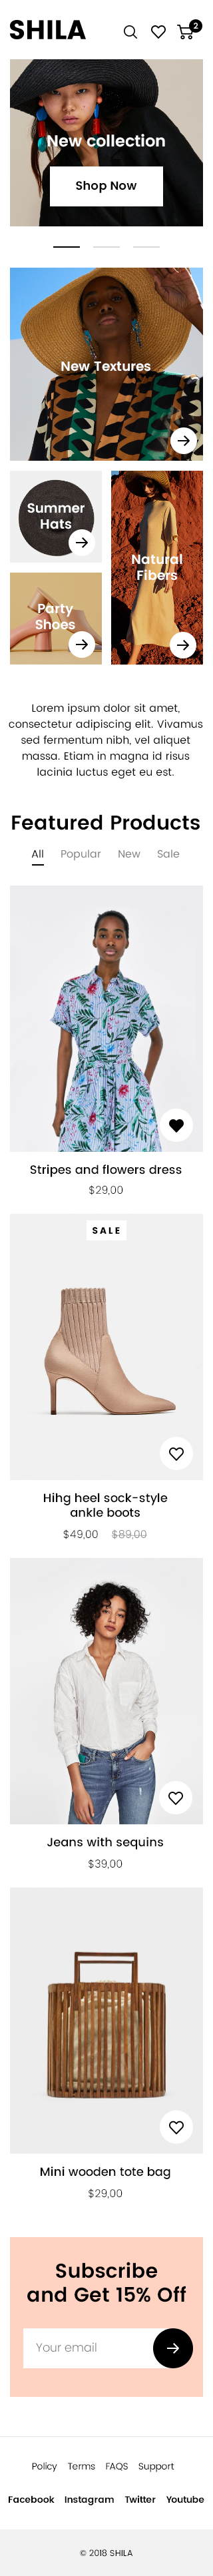 SHILA
2
New collection
Shop Now
New Textures
Summer
Hats
Natural
Fibers
Party
Shoes
Lorem ipsum dolor sit amet,
consectetur adipiscing elit. Vivamus
sed fermentum nibh, vel aliquet
massa. Etiam in magna id risus
lacinia luctus eget eu est.
Featured Products
All Popular New Sale
Stripes and flowers dress
$29,00
SALE
Hihg heel sock-style
ankle boots
$49,00 $89,00
Jeans with sequins
$39,00
Mini wooden tote bag
$29,00
Subscribe
and Get 15% Off
Your email
Policy Terms FAQS Support
Facebook Instagram Twitter Youtube
© 2018 SHILA